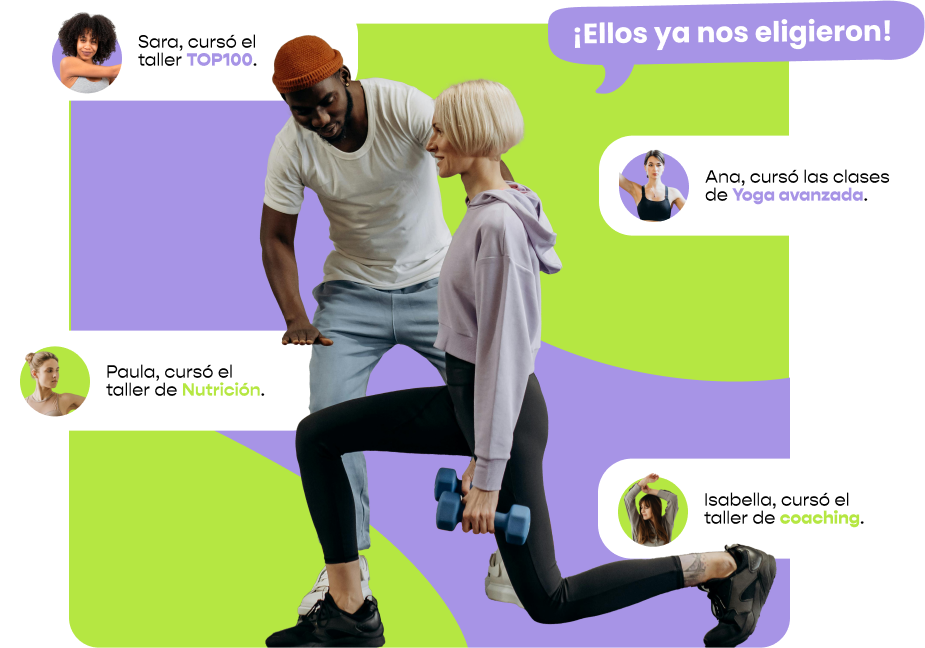 Sara, cursó el
taller TOP100.
¡Ellos ya nos eligieron!
Ana, cursó las clases
de Yoga avanzada.
Paula, cursó el
taller de Nutrición.
Isabella, cursó el
taller de coaching.